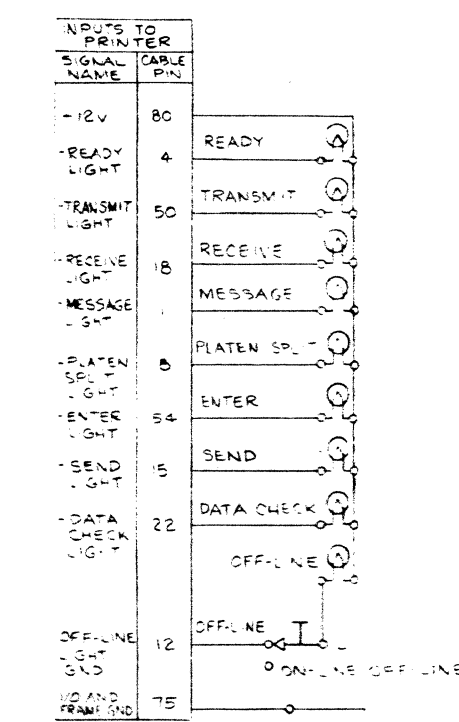 INPUTS TO
PRINTER
SIGNAL NAME CABLE PIN
80
-READY LIGHT 4 READY
-TRANSMIT LIGHT 50 TRANSMIT
-RECEIVE LIGHT 18 RECEIVE
-MESSAGE LIGHT MESSAGE
-PLATEN SPLIT LIGHT PLATEN SPLIT
-ENTER LIGHT 54 ENTER
-SEND LIGHT 15 SEND
-DATA CHECK LIGHT 22 DATA CHECK
OFF-LINE
OFF-LINE LIGHT GND 12 OFF-LINE
ON-LINE OFF-LINE
I/O AND FRAME GND 75